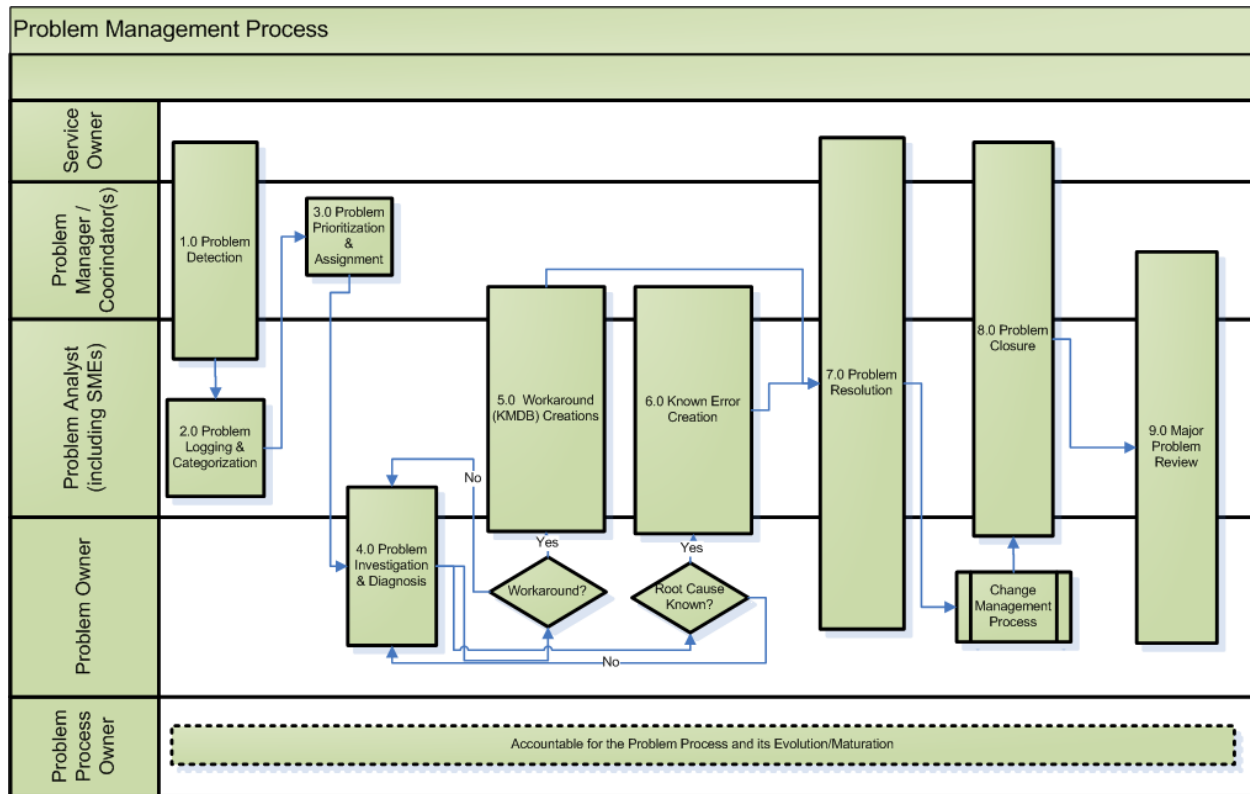 Problem Management Process
Service
Owner
Problem
Manager /
Coorindator(s)
Problem Analyst
(including SMEs)
Problem Owner
Problem
Process
Owner
1.0 Problem
Detection
2.0 Problem
Logging &
Categorization
3.0 Problem
Prioritization
&
Assignment
4.0 Problem
Investigation
& Diagnosis
No
Workaround?
Yes
5.0 Workaround
(KMDB) Creations
Root Cause
Known?
Yes
No
6.0 Known Error
Creation
7.0 Problem
Resolution
Change
Management
Process
8.0 Problem
Closure
9.0 Major
Problem
Review
Accountable for the Problem Process and its Evolution/Maturation